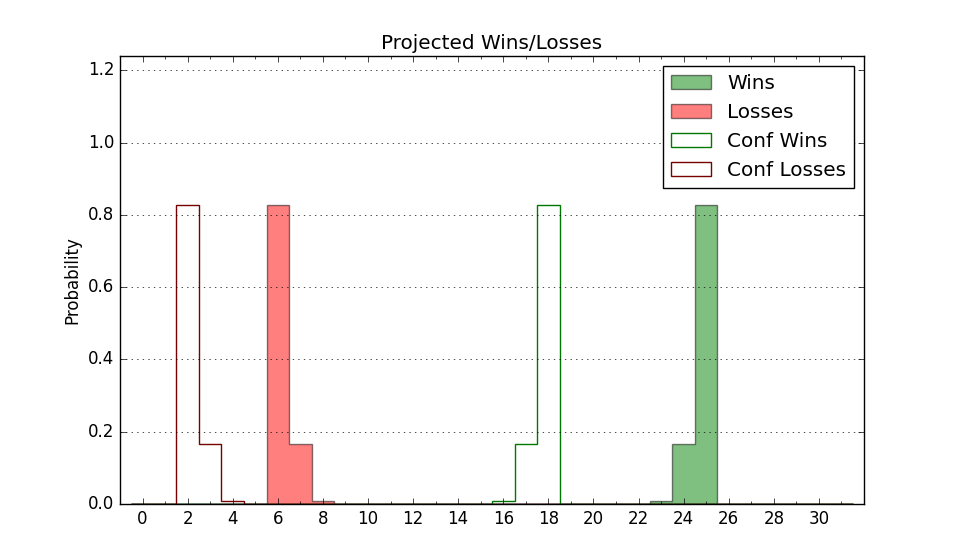 Projected Wins/Losses
1.2
1.0
0.8
0.6
0.4
0.2
0.0
Probability
Wins
Losses
Conf Wins
Conf Losses
0 2 4 6 8 10 12 14 16 18 20 22 24 26 28 30